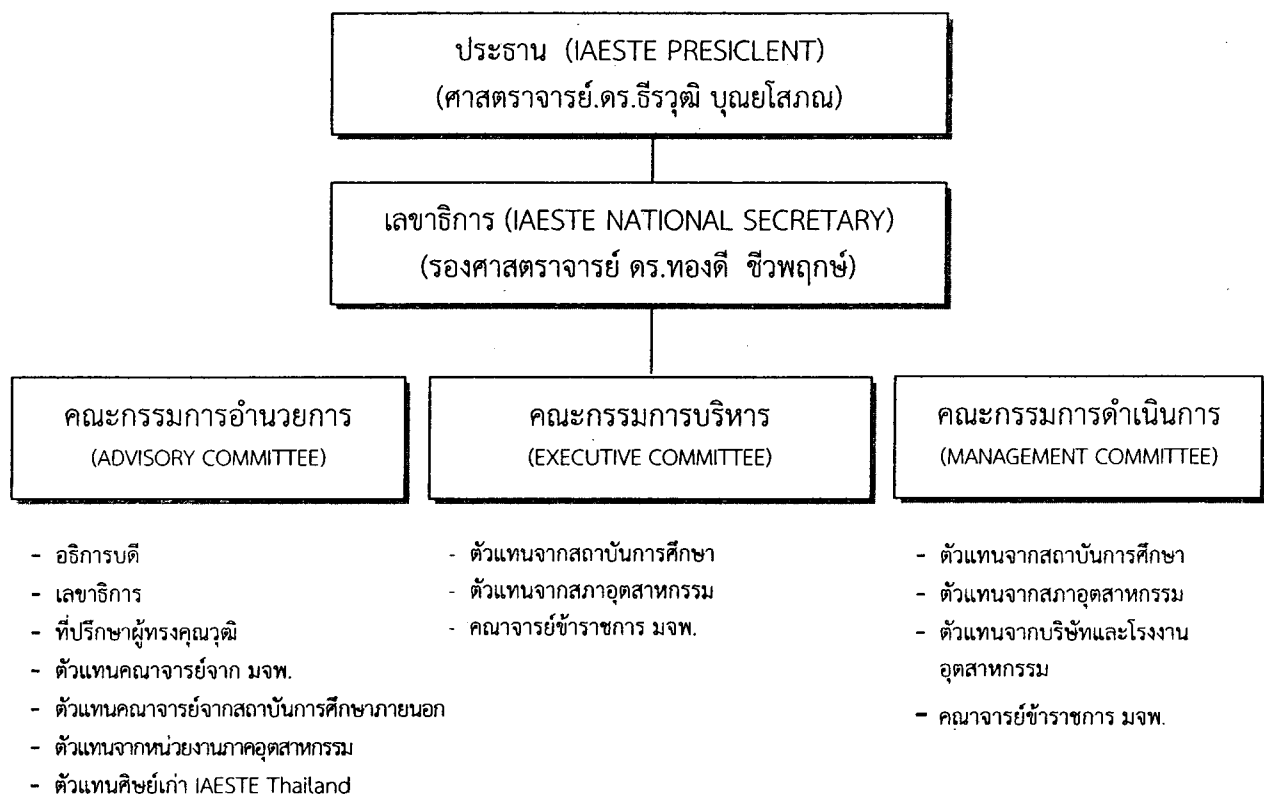 ประธาน (IAESTE PRESICLENT)
(ศาสตราจารย์.ดร.ธีรวุฒิ บุณยโสภณ)
เลขาธิการ (IAESTE NATIONAL SECRETARY)
(รองศาสตราจารย์ ดร.ทองดี ชีวพฤกษ์)
คณะกรรมการอำนวยการ
(ADVISORY COMMITTEE)
- อธิการบดี
- เลขาธิการ
- ที่ปรึกษาผู้ทรงคุณวุฒิ
- ตัวแทนคณาจารย์จาก มจพ.
- ตัวแทนคณาจารย์จากสถาบันการศึกษาภายนอก
- ตัวแทนจากหน่วยงานภาคอุตสาหกรรม
- ตัวแทนศิษย์เก่า IAESTE Thailand
คณะกรรมการบริหาร
(EXECUTIVE COMMITTEE)
- ตัวแทนจากสถาบันการศึกษา
- ตัวแทนจากสภาอุตสาหกรรม
- คณาจารย์ข้าราชการ มจพ.
คณะกรรมการดำเนินการ
(MANAGEMENT COMMITTEE)
- ตัวแทนจากสถาบันการศึกษา
- ตัวแทนจากสภาอุตสาหกรรม
- ตัวแทนจากบริษัทและโรงงาน
อุตสาหกรรม
- คณาจารย์ข้าราชการ มจพ.